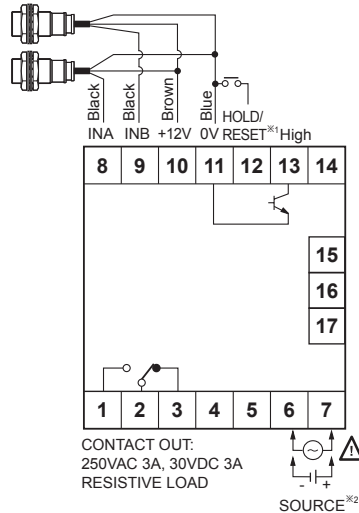 Black
Black
Brown
Blue
HOLD/
INA INB +12V 0V RESET※1 High
8 9 10 11 12 13 14
15
16
17
1 2 3 4 5 6 7
CONTACT OUT:
250VAC 3A, 30VDC 3A
RESISTIVE LOAD
- +
SOURCE※2